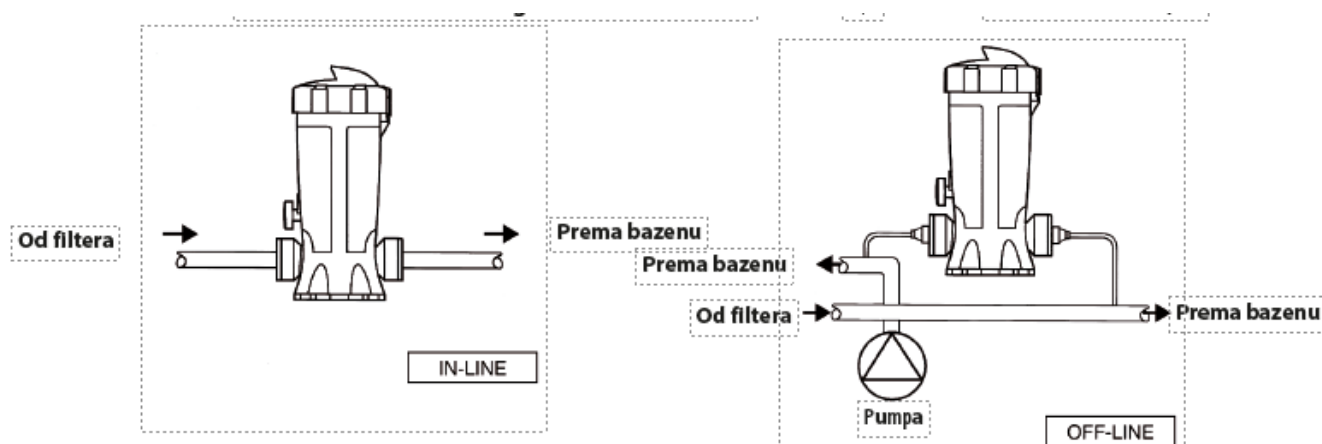 Od filtera
Prema bazenu
IN-LINE
Prema bazenu
Od filtera
Prema bazenu
Pumpa
OFF-LINE